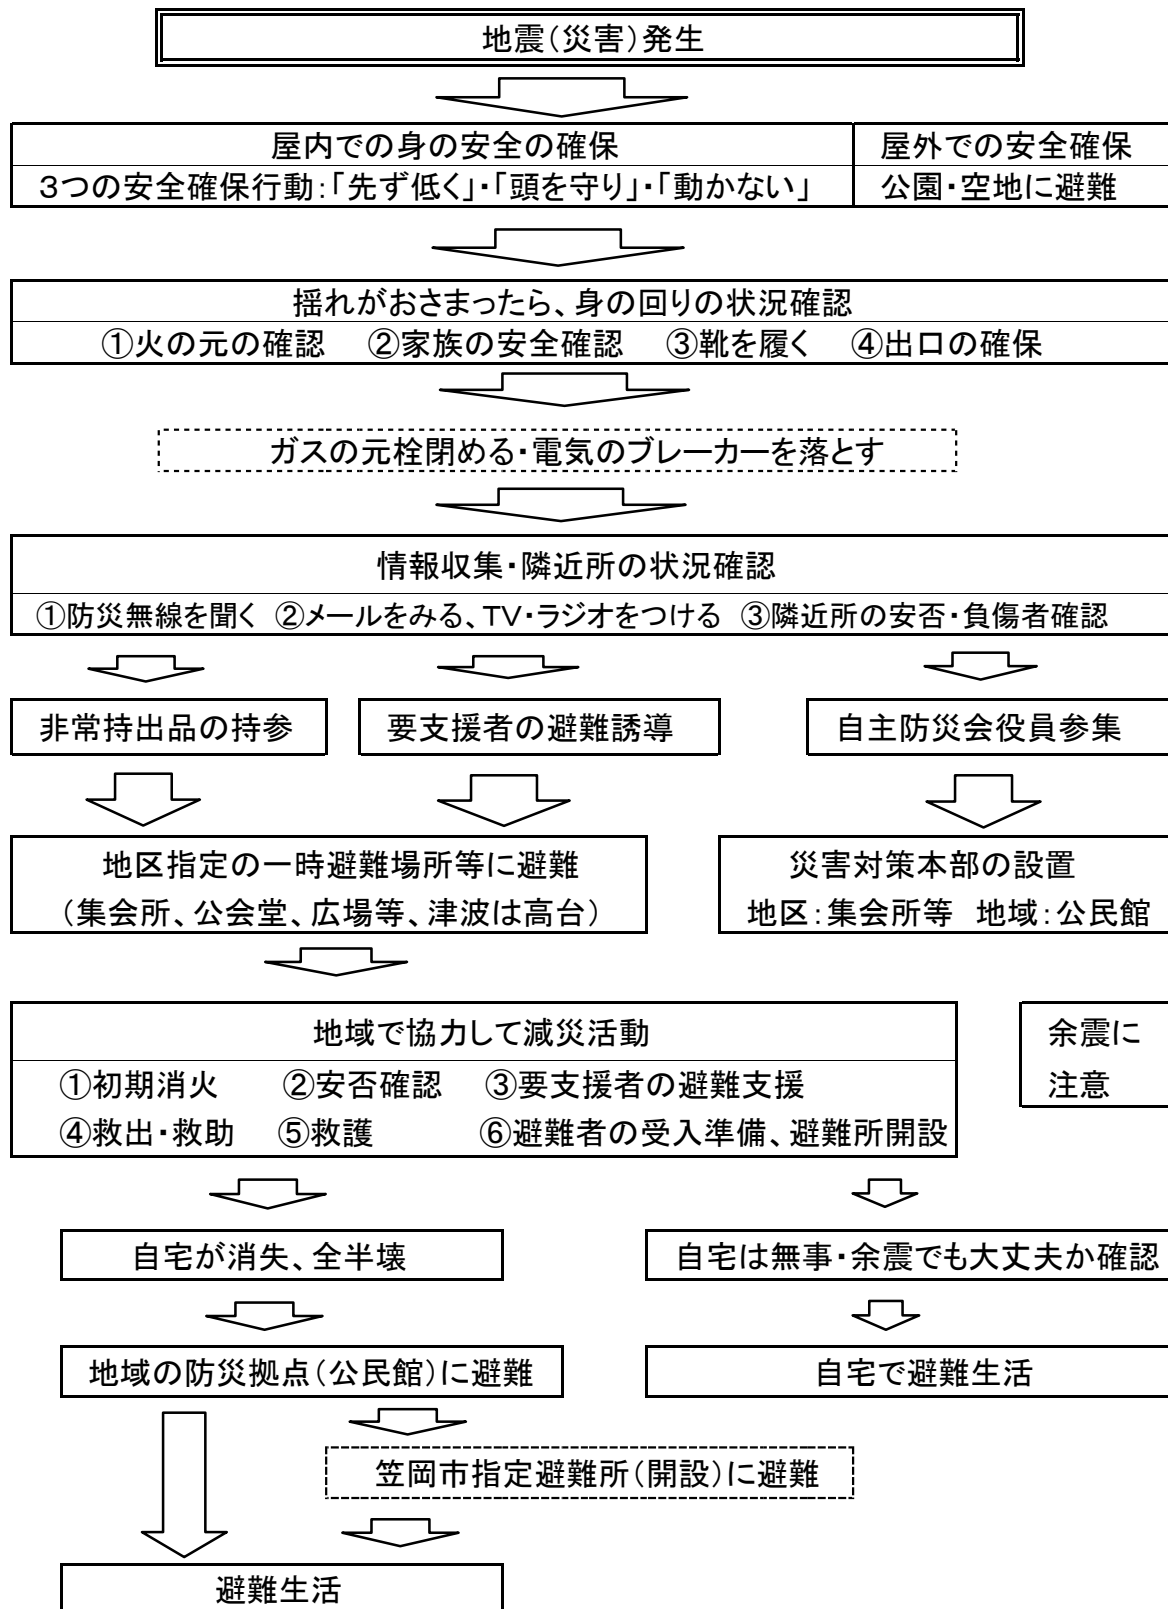 地震(災害)発生
屋内での身の安全の確保
屋外での安全確保
3つの安全確保行動:「先ず低く」・「頭を守り」・「動かない」
公園・空地に避難
揺れがおさまったら、身の回りの状況確認
①火の元の確認 ②家族の安全確認 ③靴を履く ④出口の確保
ガスの元栓閉める・電気のブレーカーを落とす
情報収集・隣近所の状況確認
①防災無線を聞く ②メールをみる、TV・ラジオをつける ③隣近所の安否・負傷者確認
非常持出品の持参
要支援者の避難誘導
自主防災会役員参集
地区指定の一時避難場所等に避難
(集会所、公会堂、広場等、津波は高台)
災害対策本部の設置
地区:集会所等 地域:公民館
地域で協力して減災活動
①初期消火 ②安否確認 ③要支援者の避難支援
④救出・救助 ⑤救護 ⑥避難者の受入準備、避難所開設
余震に
注意
自宅が消失、全半壊
自宅は無事・余震でも大丈夫か確認
地域の防災拠点(公民館)に避難
自宅で避難生活
笠岡市指定避難所(開設)に避難
避難生活